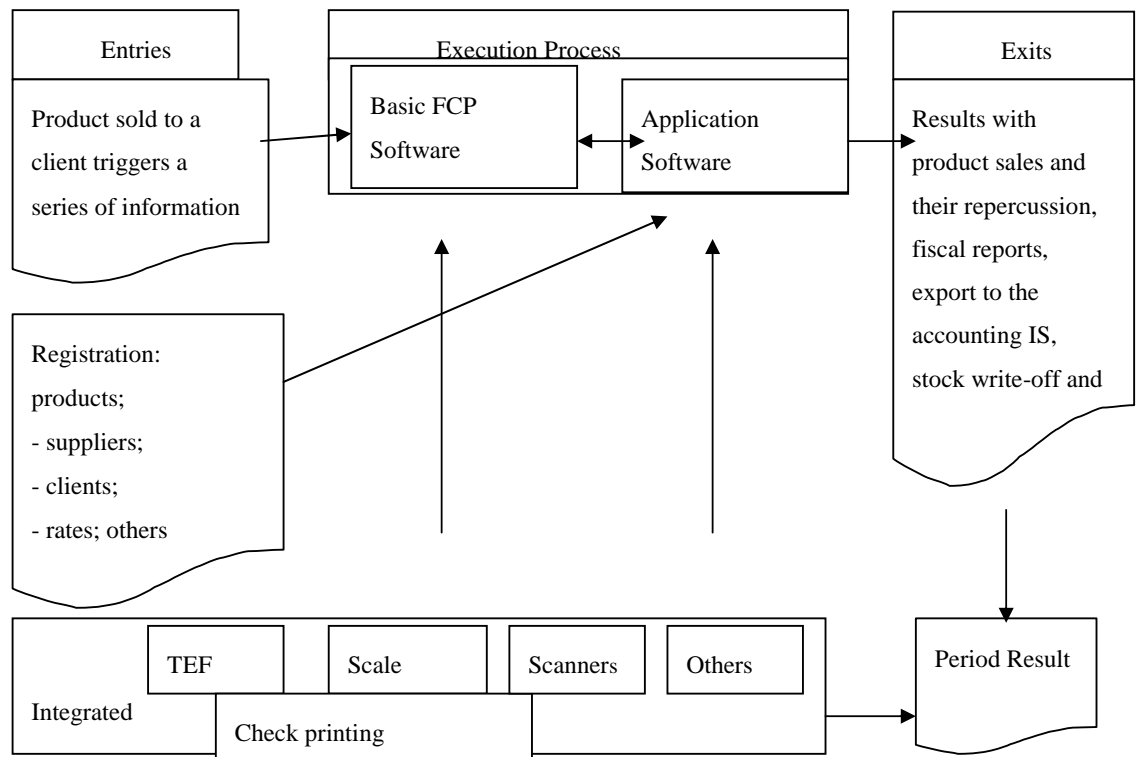 Entries
Execution Process
Exits
Product sold to a
client triggers a
series of information
Basic FCP
Software
Application
Software
Results with
product sales and
their repercussion,
fiscal reports,
export to the
accounting IS,
stock write-off and
Registration:
products;
- suppliers;
- clients;
- rates; others
TEF
Scale
Scanners
Others
Integrated
Check printing
Period Result